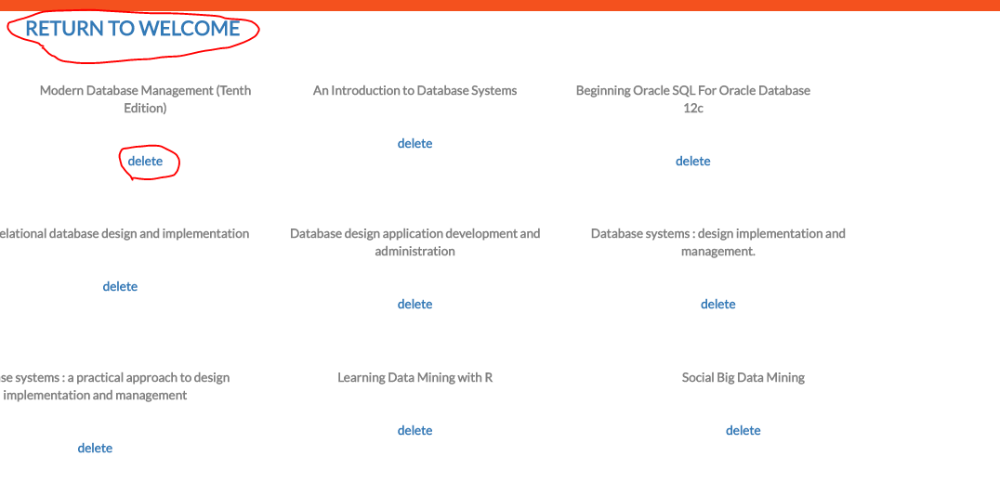 RETURN TO WELCOME
Modern Database Management (Tenth
Edition)
delete
An Introduction to Database Systems
delete
Beginning Oracle SQL For Oracle Database
12c
delete
elational database design and implementation
delete
Database design application development and
administration
delete
Database systems : design implementation and
management.
delete
se systems : a practical approach to design
implementation and management
delete
Learning Data Mining with R
delete
Social Big Data Mining
delete